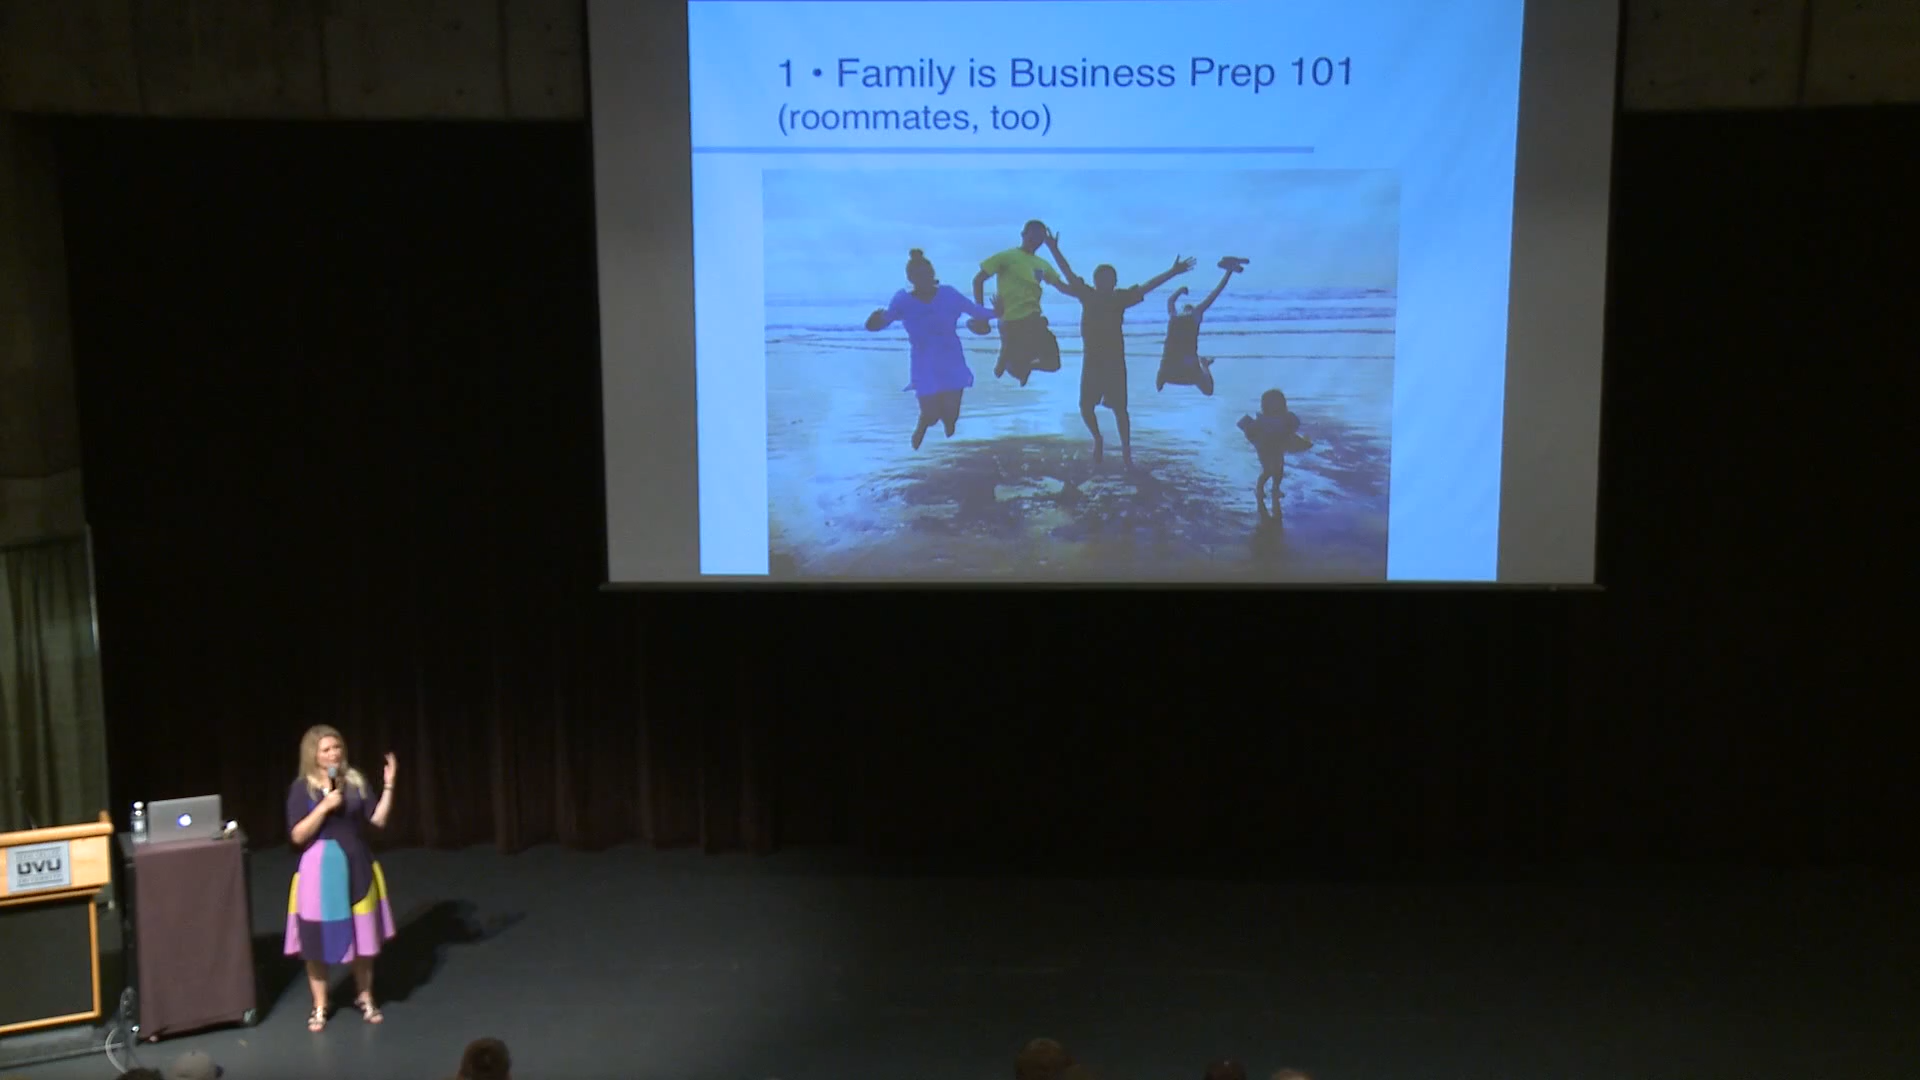 1 • Family is Business Prep 101
(roommates, too)
UVU